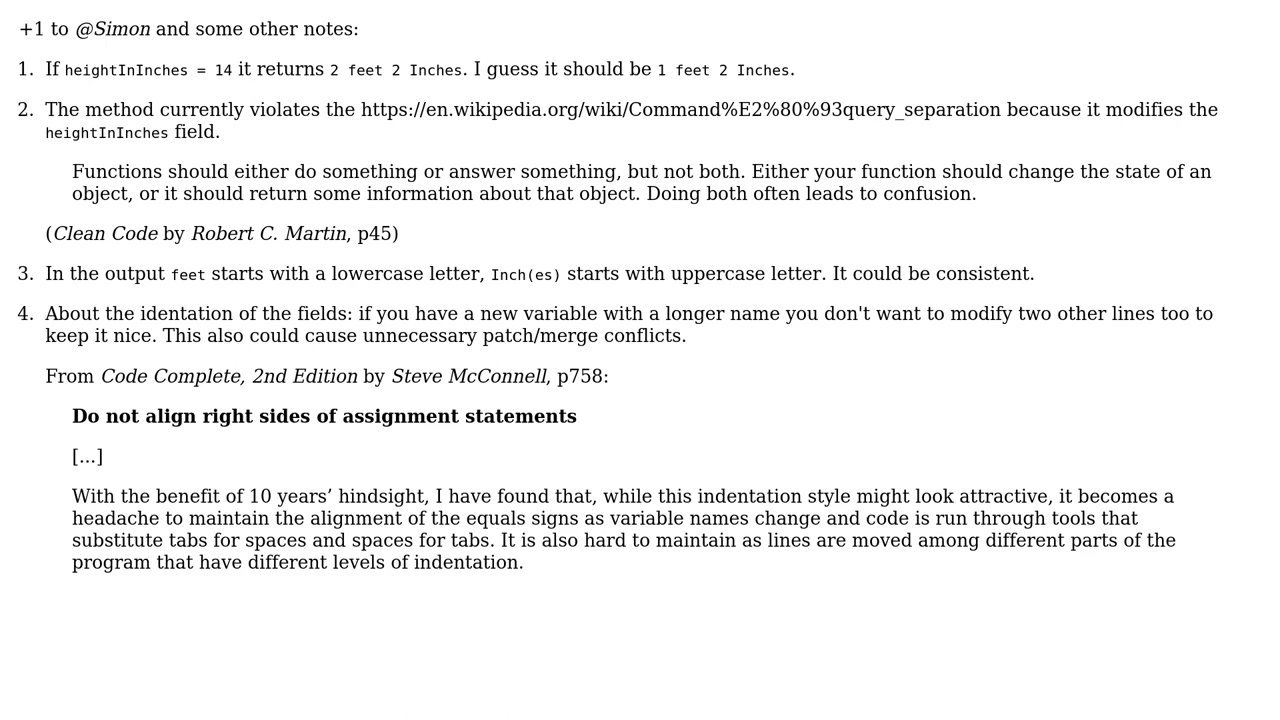 +1 to @Simon and some other notes:
1. If heightInInches = 14 it returns 2 feet 2 Inches. I guess it should be 1 feet 2 Inches.
2. The method currently violates the https://en.wikipedia.org/wiki/Command%E2%80%93query_separation because it modifies the
heightInInches field.
Functions should either do something or answer something, but not both. Either your function should change the state of an
object, or it should return some information about that object. Doing both often leads to confusion.
(Clean Code by Robert C. Martin, p45)
3. In the output feet starts with a lowercase letter, Inch(es) starts with uppercase letter. It could be consistent.
4. About the identation of the fields: if you have a new variable with a longer name you don't want to modify two other lines too to
keep it nice. This also could cause unnecessary patch/merge conflicts.
From Code Complete, 2nd Edition by Steve McConnell, p758:
Do not align right sides of assignment statements
[...]
With the benefit of 10 years’ hindsight, I have found that, while this indentation style might look attractive, it becomes a
headache to maintain the alignment of the equals signs as variable names change and code is run through tools that
substitute tabs for spaces and spaces for tabs. It is also hard to maintain as lines are moved among different parts of the
program that have different levels of indentation.